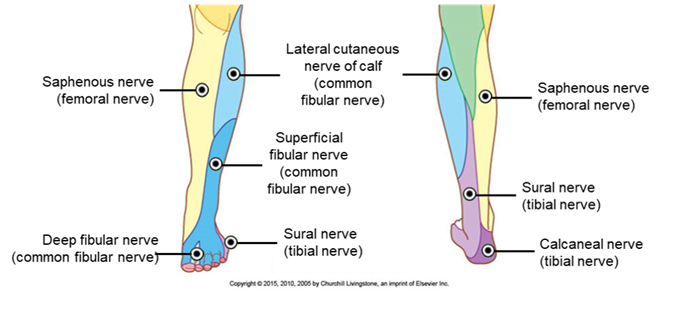 Saphenous nerve
(femoral nerve)
Lateral cutaneous
nerve of calf
(common
fibular nerve)
Saphenous nerve
(femoral nerve)
Superficial
fibular nerve
(common
fibular nerve)
Sural nerve
(tibial nerve)
Deep fibular nerve
(common fibular nerve)
Sural nerve
(tibial nerve)
Calcaneal nerve
(tibial nerve)
Copyright © 2015, 2010, 2005 by Churchill Livingstone, an imprint of Elsevier Inc.